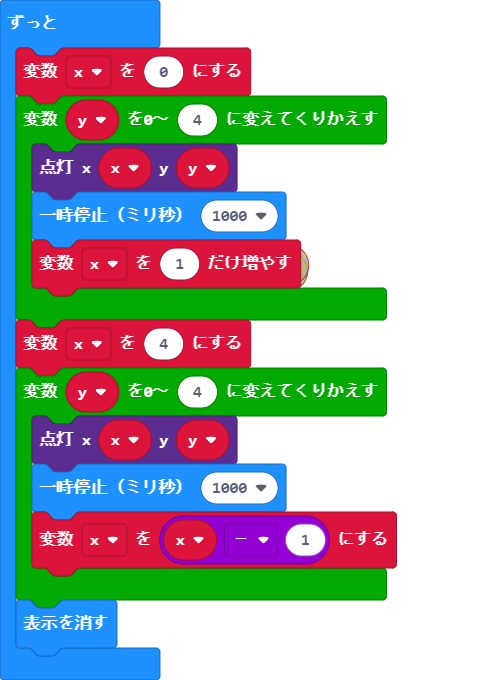 ずっと
変数 x を 0 にする
変数 y を0〜 4 に変えてくりかえす
点灯 x x y y
一時停止（ミリ秒） 1000
変数 x を 1 だけ増やす
変数 x を 4 にする
変数 y を0〜 4 に変えてくりかえす
点灯 x x y y
一時停止（ミリ秒） 1000
変数 x を x - 1 にする
表示を消す